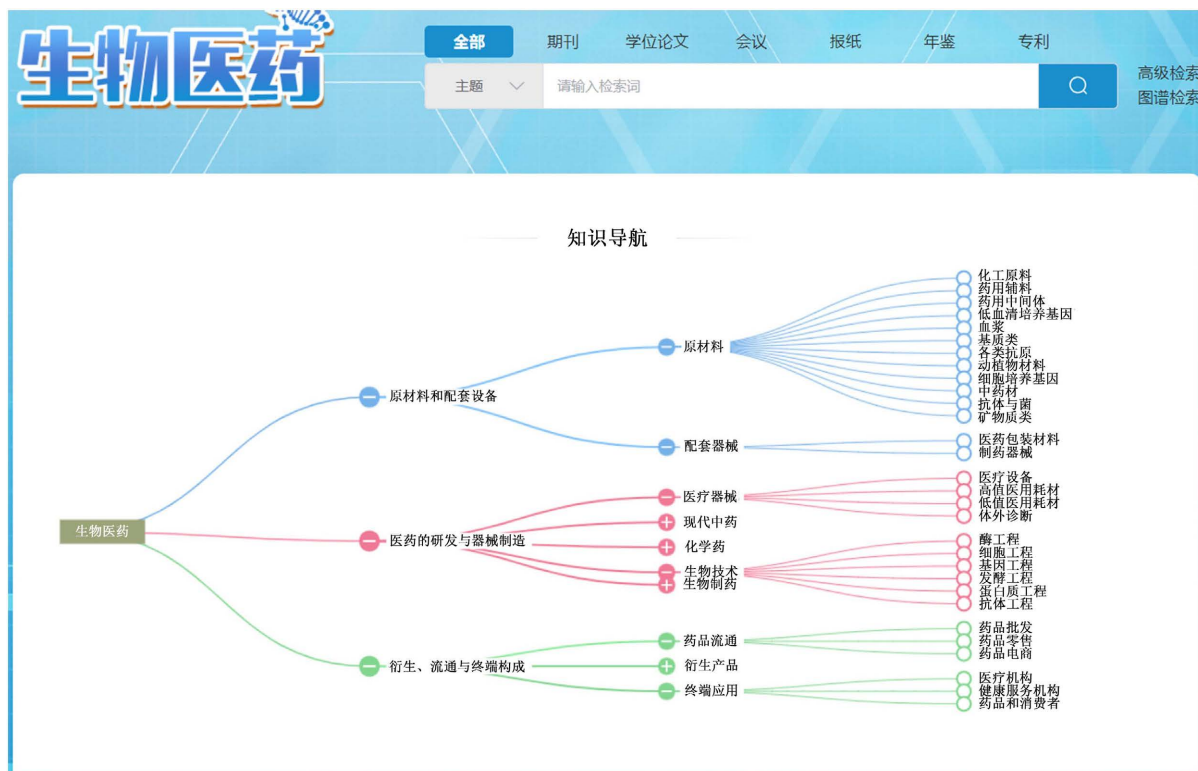 生物医药
全部 期刊 学位论文 会议 报纸 年鉴 专利
主题 请输入检索词
高级检索
图谱检索
知识导航
生物医药
原材料和配套设备
原材料
化工原料
药用辅料
药用中间体
低血清培养基因
血浆
基质类
各类抗原
动植物材料
细胞培养基因
中药材
抗体与菌
矿物质类
配套器械
医药包装材料
制药器械
医药的研发与器械制造
医疗器械
医疗设备
高值医用耗材
低值医用耗材
体外诊断
现代中药
化学药
生物技术
酶工程
细胞工程
基因工程
发酵工程
蛋白质工程
抗体工程
生物制药
衍生、流通与终端构成
药品流通
药品批发
药品零售
药品电商
衍生产品
终端应用
医疗机构
健康服务机构
药品和消费者